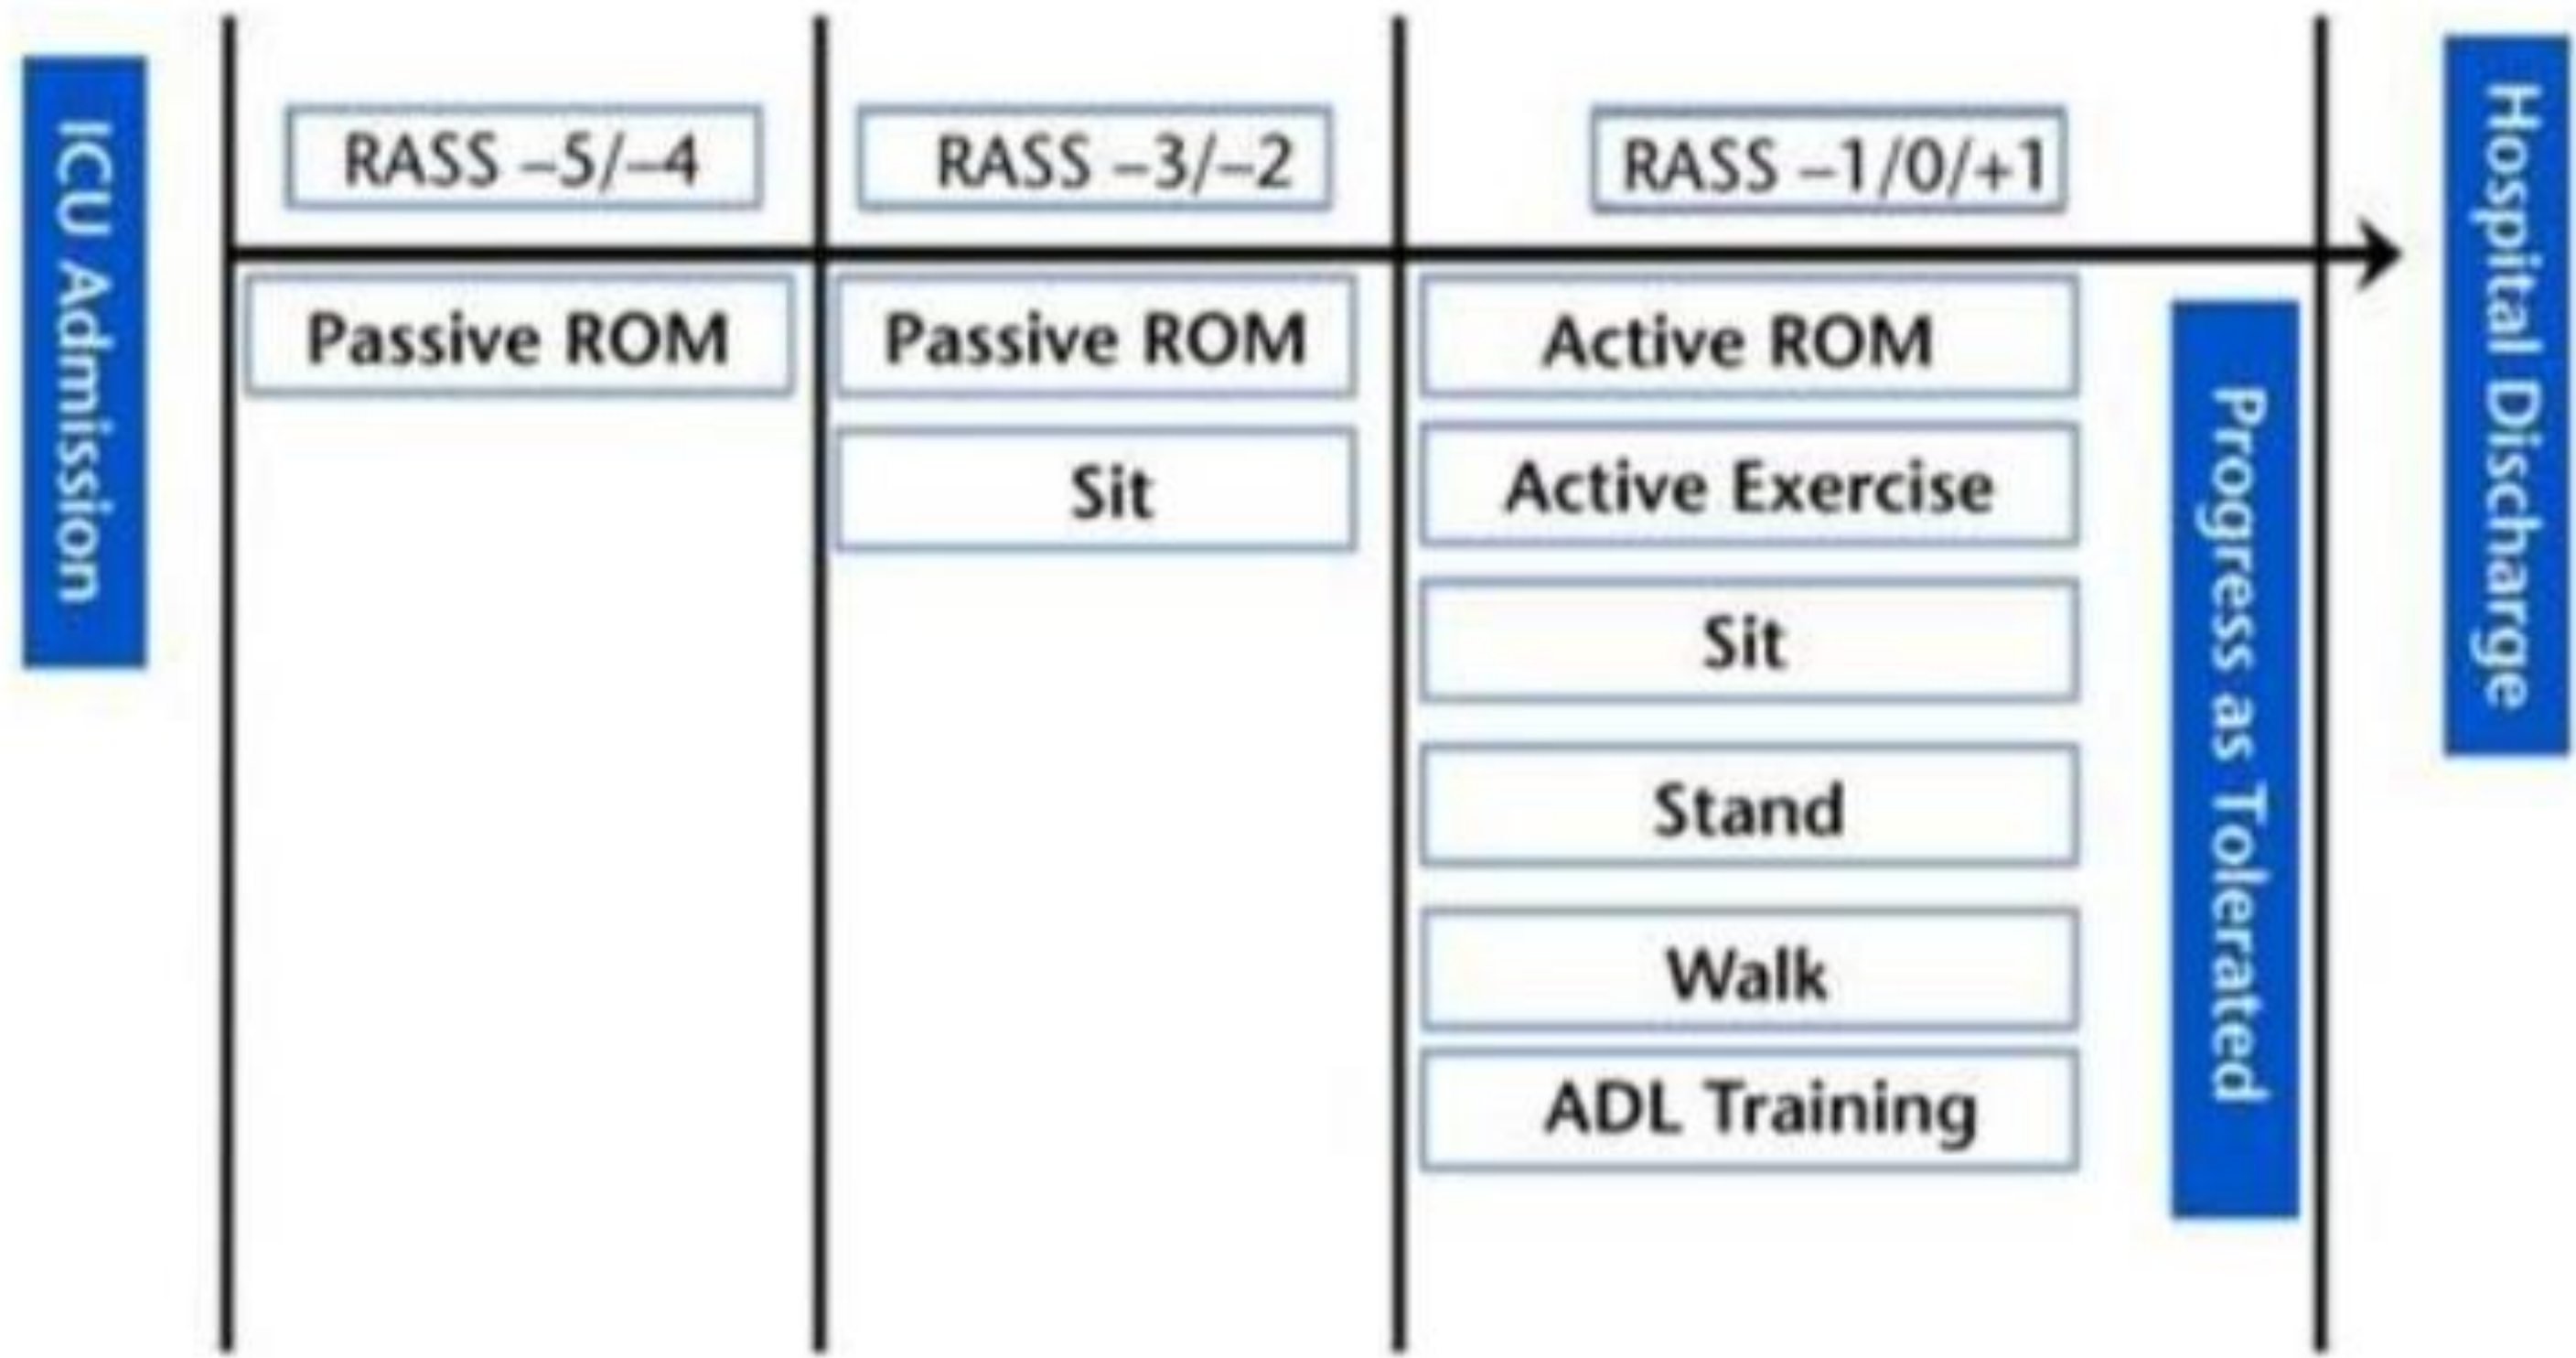 ICU Admission
RASS –5/–4
Passive ROM
RASS –3/–2
Passive ROM
Sit
RASS –1/0/+1
Active ROM
Active Exercise
Sit
Stand
Walk
ADL Training
Progress as Tolerated
Hospital Discharge